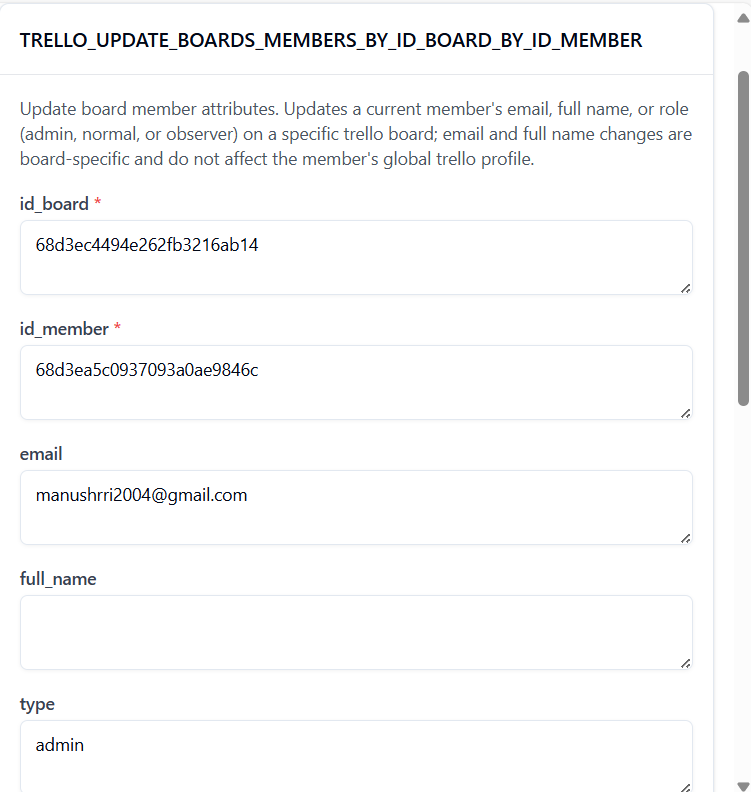 TRELLO_UPDATE_BOARDS_MEMBERS_BY_ID_BOARD_BY_ID_MEMBER
Update board member attributes. Updates a current member's email, full name, or role
(admin, normal, or observer) on a specific trello board; email and full name changes are
board-specific and do not affect the member's global trello profile.
id_board *
68d3ec4494e262fb3216ab14
id_member *
68d3ea5c0937093a0ae9846c
email
manushrri2004@gmail.com
full_name
type
admin